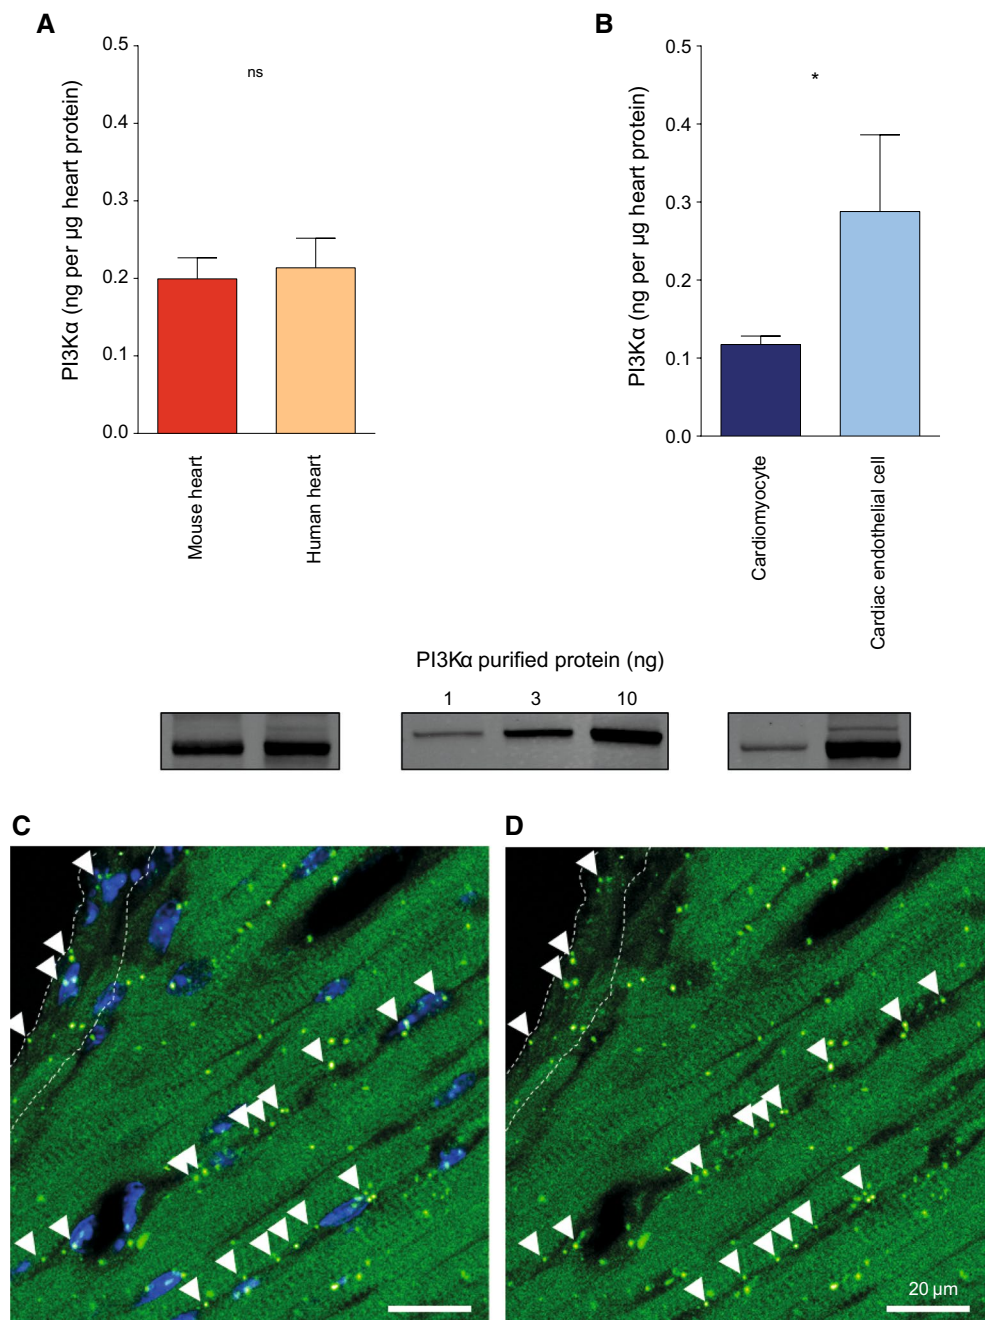 A
PI3Kα (ng per µg heart protein)
0.5
0.4
0.3
0.2
0.1
0.0
ns
Mouse heart
Human heart
B
PI3Kα (ng per µg heart protein)
0.5
0.4
0.3
0.2
0.1
0.0
*
Cardiomyocyte
Cardiac endothelial cell
PI3Kα purified protein (ng)
1 3 10
C
D
20 µm